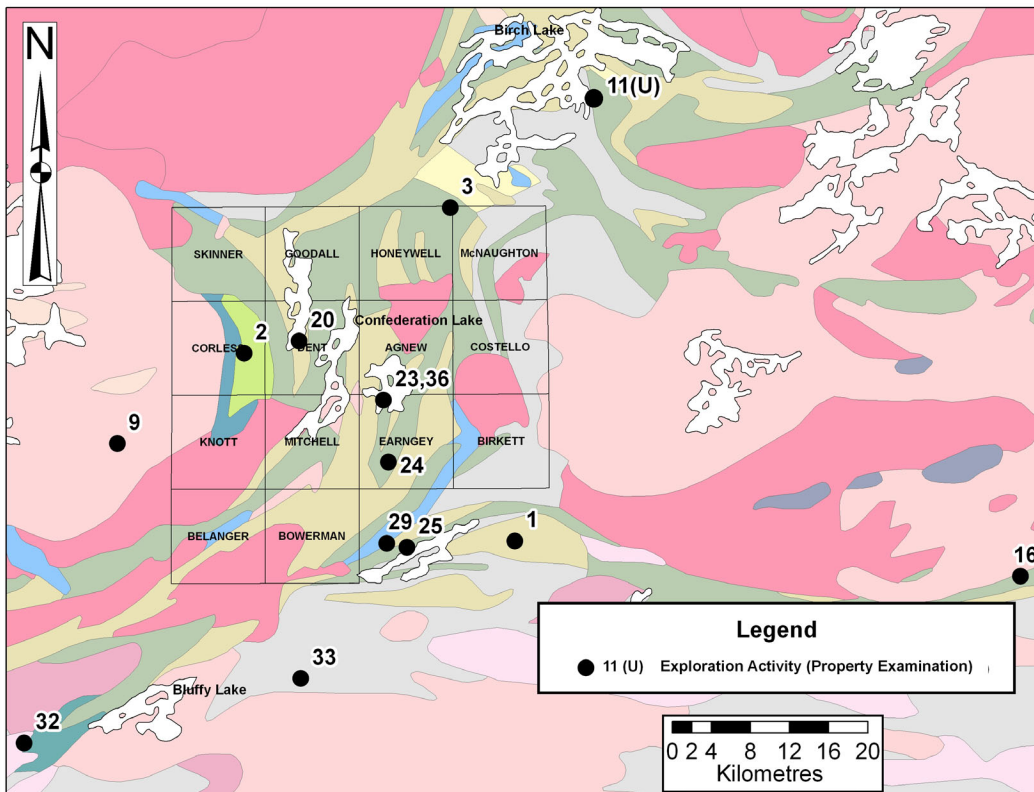 N
Birch Lake
11(U)
3
SKINNER
GOODALL
HONEYWELL
McNAUGHTON
2
20
Confederation Lake
CORLESS
DENT
AGNEW
COSTELLO
23,36
9
KNOTT
MITCHELL
EARNGEY
BIRKETT
24
29
25
1
BELANGER
BOWERMAN
16
33
Bluffy Lake
32
Legend
11 (U) Exploration Activity (Property Examination)
0 2 4 8 12 16 20
Kilometres